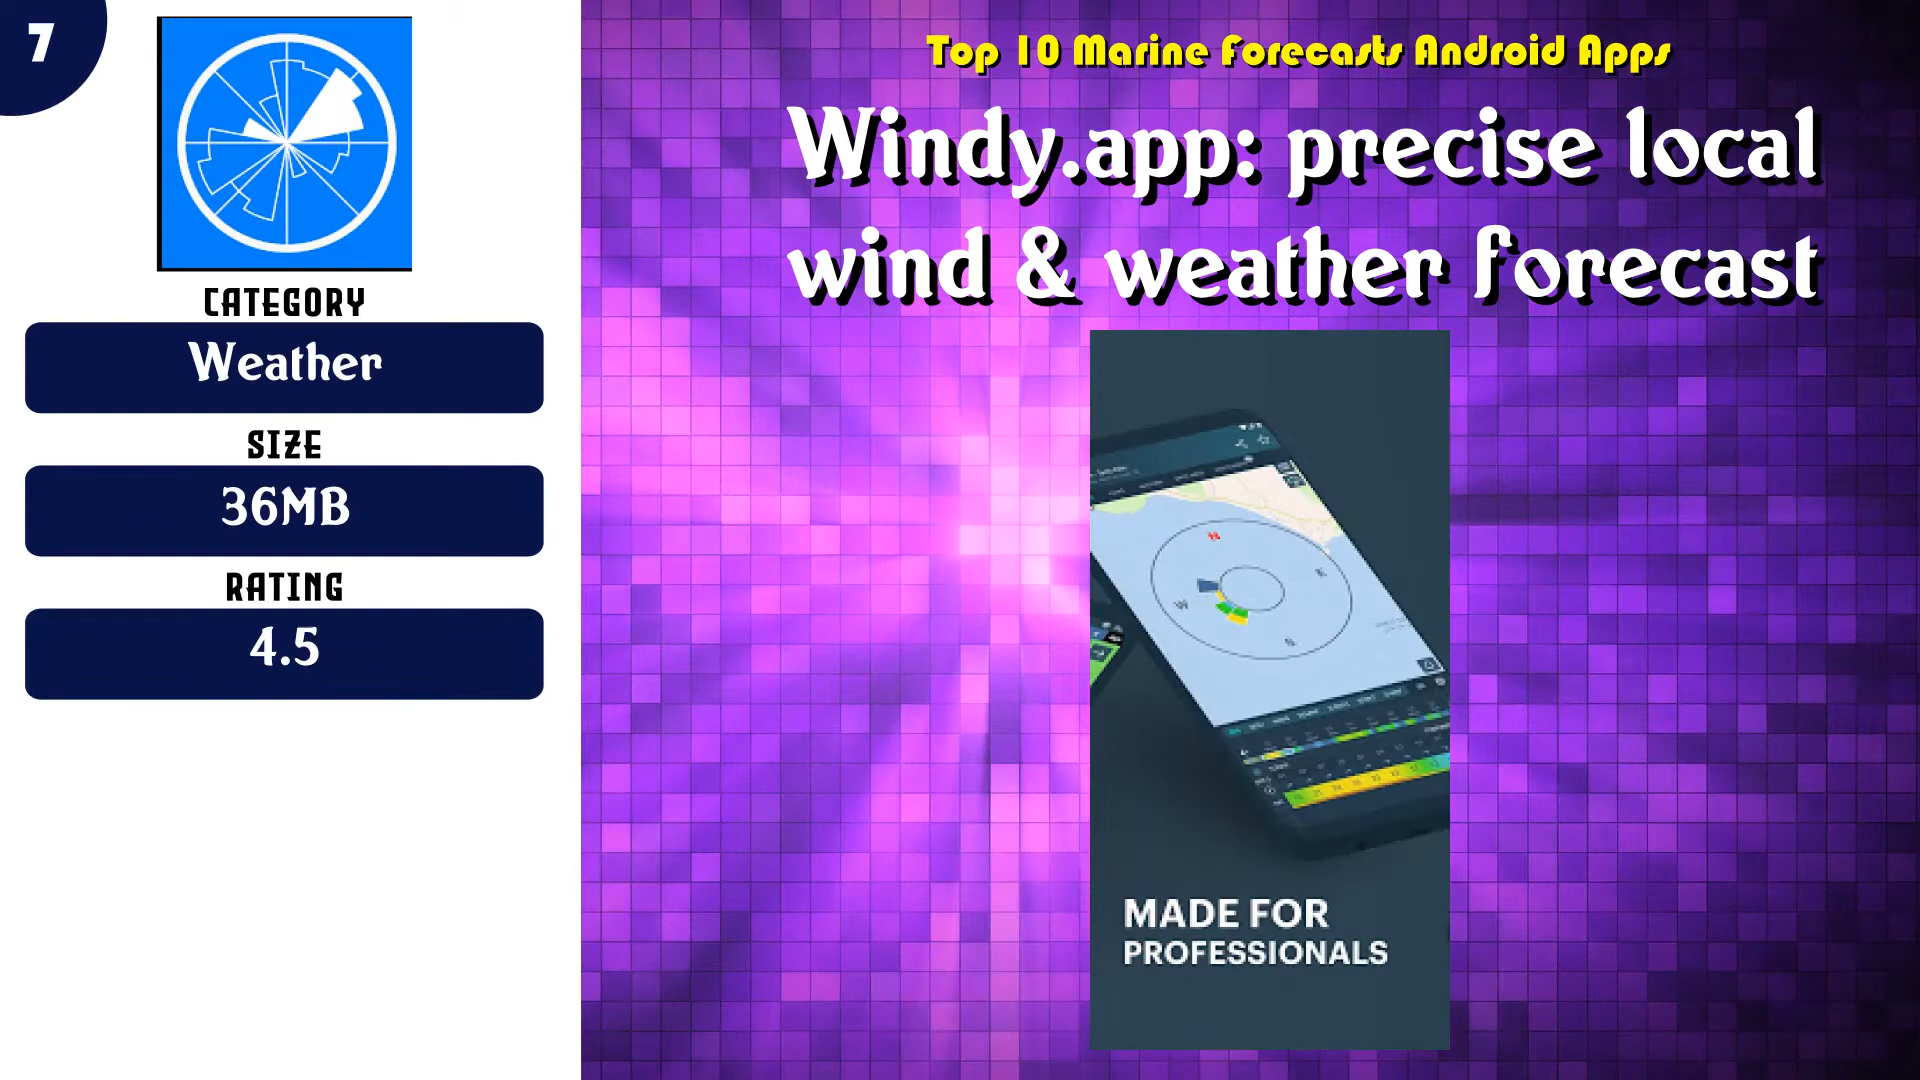 7
Top 10 Marine Forecasts Android Apps
Windy.app: precise local
wind & weather forecast
CATEGORY
Weather
SIZE
36MB
RATING
4.5
N
E
W
S
MADE FOR
PROFESSIONALS